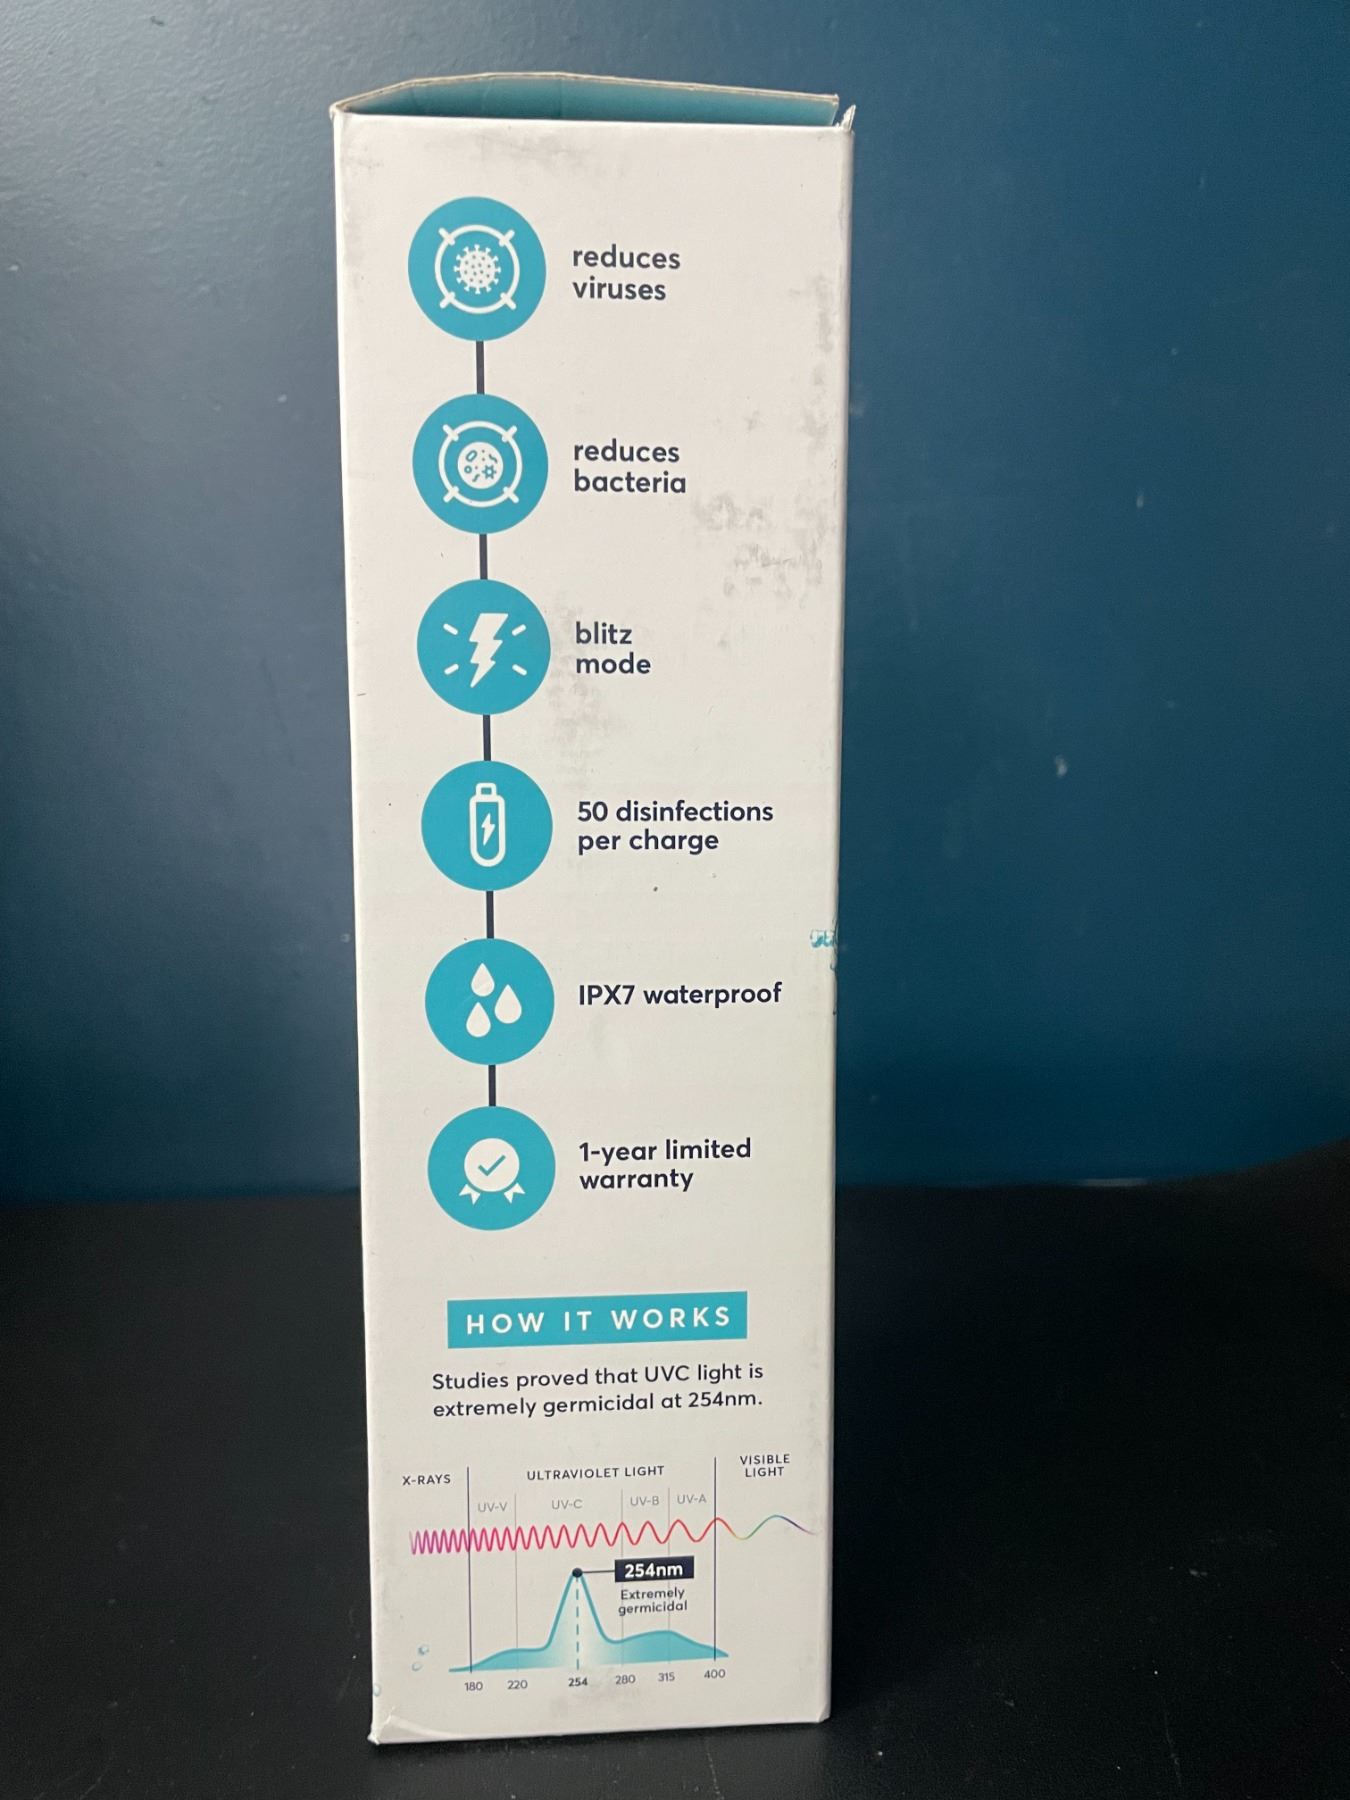 reduces
viruses
reduces
bacteria
blitz
mode
50 disinfections
per charge
IPX7 waterproof
1-year limited
warranty
HOW IT WORKS
Studies proved that UVC light is
extremely germicidal at 254nm.
X-RAYS
ULTRAVIOLET LIGHT
VISIBLE
LIGHT
UV-V
UV-C
UV-B
UV-A
254nm
Extremely
germicidal
180
220
254
280
315
400